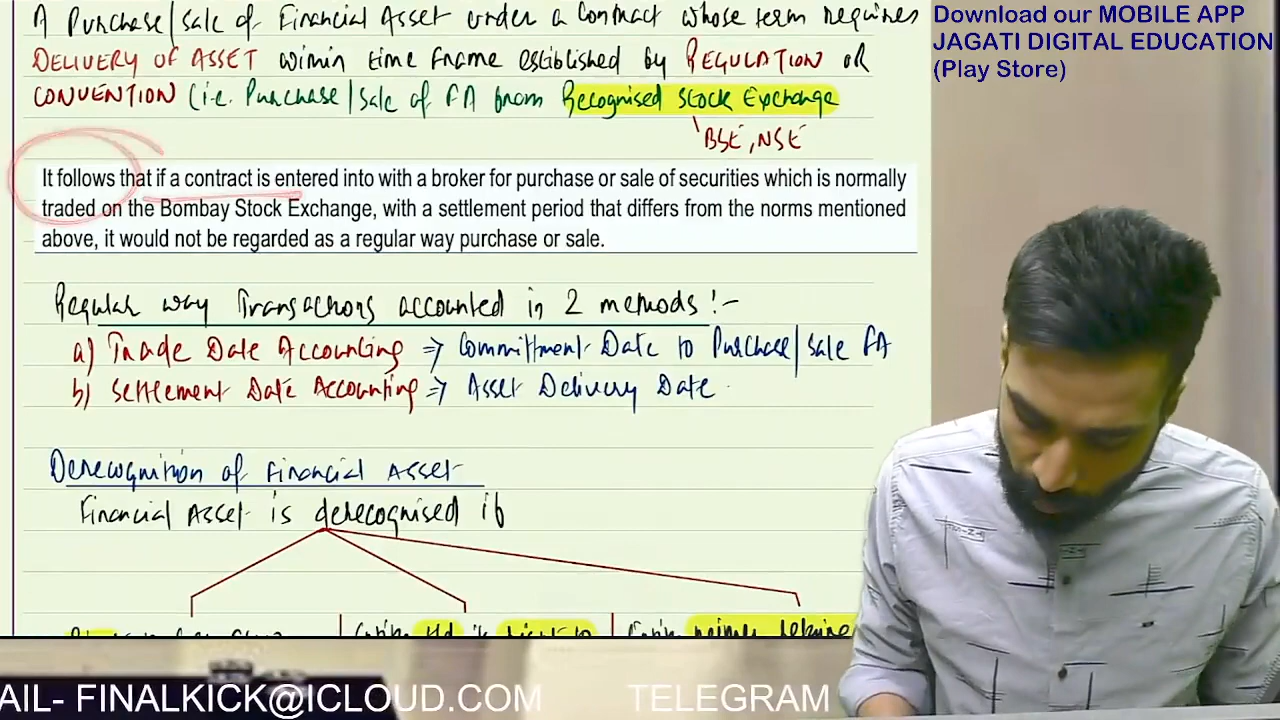 A Purchase/sale of Financial Asset under a Contract whose term requires
DELIVERY OF ASSET within time frame established by REGULATION OR
CONVENTION (i.e. Purchase/sale of FA from Recognised Stock Exchange
BSE, NSE
It follows that if a contract is entered into with a broker for purchase or sale of securities which is normally
traded on the Bombay Stock Exchange, with a settlement period that differs from the norms mentioned
above, it would not be regarded as a regular way purchase or sale.
Regular way Transactions accounted in 2 methods :-
a) Trade Date Accounting ⇒ Committment Date to Purchase/sale FA
b) Settlement Date Accounting ⇒ Asset Delivery Date
Derecognition of Financial Asset
Financial Asset is derecognised if
Download our MOBILE APP
JAGATI DIGITAL EDUCATION
(Play Store)
AIL- FINALKICK@ICLOUD.COM TELEGRAM